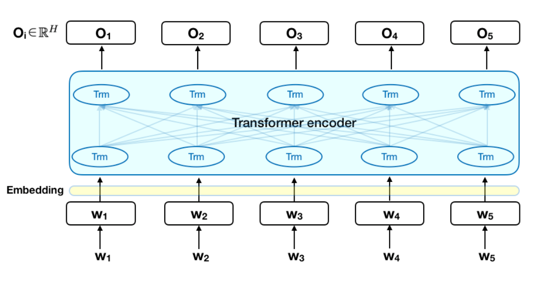 Oᵢ∈ℝᴴ O₁ O₂ O₃ O₄ O₅
Trm Trm Trm Trm Trm
Transformer encoder
Trm Trm Trm Trm Trm
Embedding
w₁ w₂ w₃ w₄ w₅
w₁ w₂ w₃ w₄ w₅